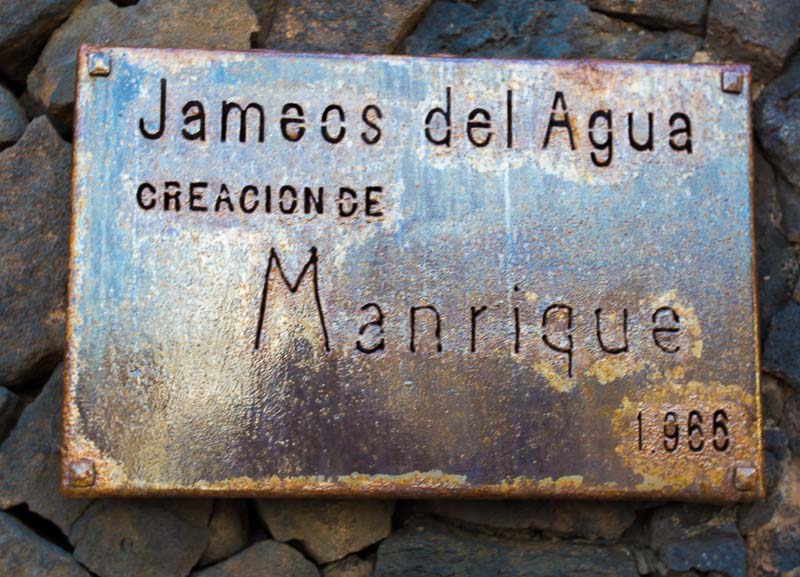 Jameos del Agua
CREACION DE
Manrique
1.966